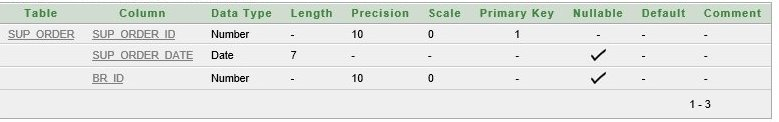 Table Column Data Type Length Precision Scale Primary Key Nullable Default Comment
SUP_ORDER SUP_ORDER_ID Number - 10 0 1 - - -
SUP_ORDER_DATE Date 7 - - - ✓ - -
BR_ID Number - 10 0 - ✓ - -
1 - 3